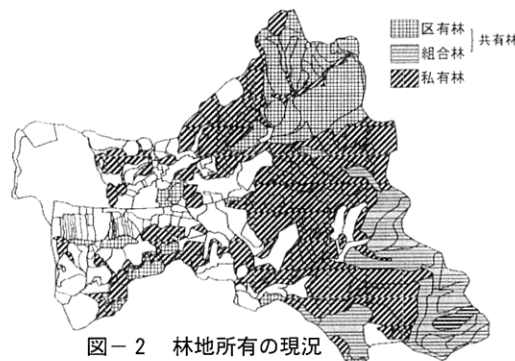 区有林
組合林
共有林
私有林
図－2 林地所有の現況